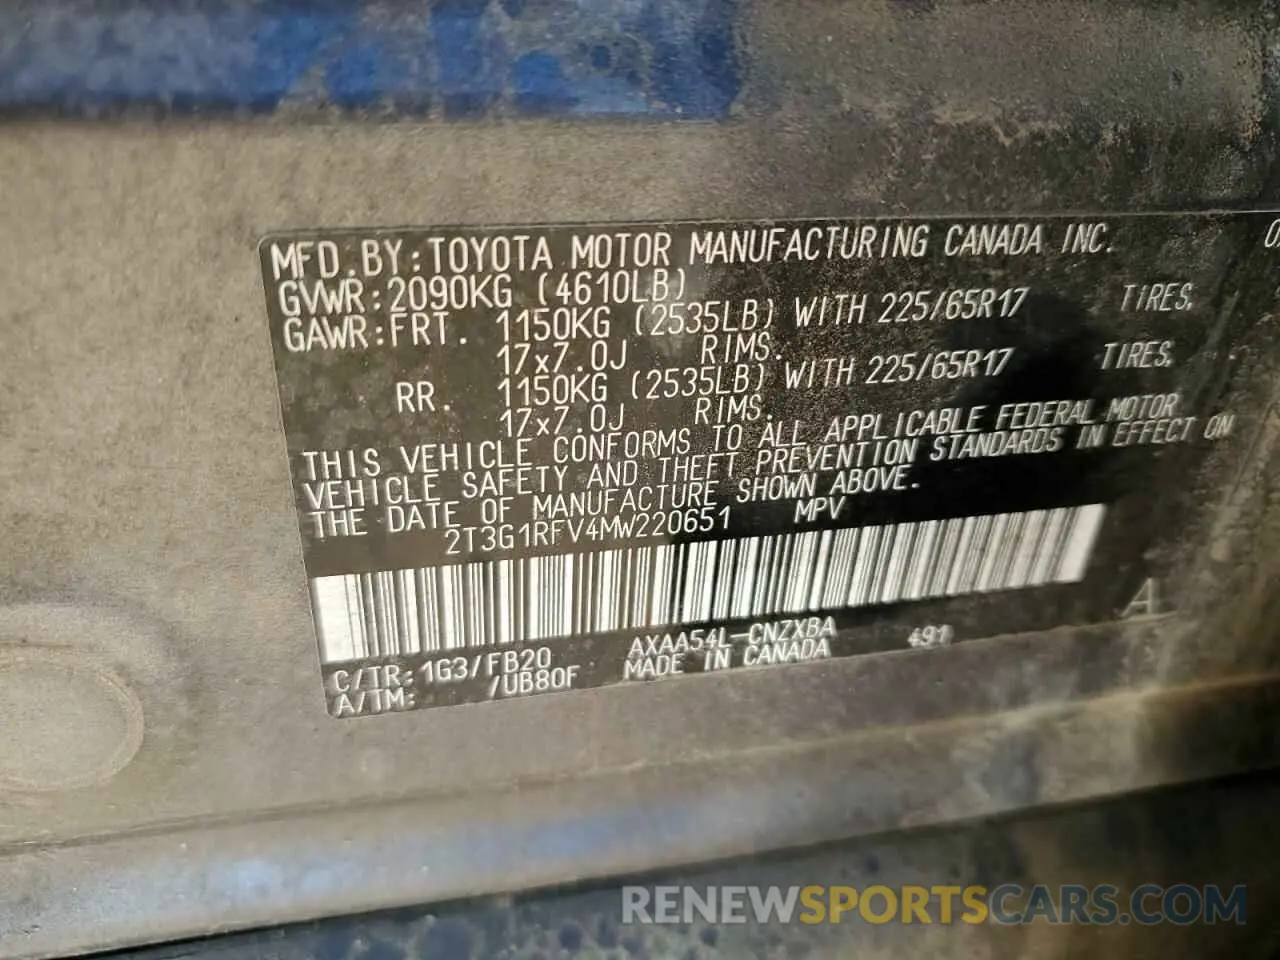 MFD.BY:TOYOTA MOTOR MANUFACTURING CANADA INC.
GVWR:2090KG (4610LB)
GAWR:FRT. 1150KG (2535LB) WITH 225/65R17 TIRES,
17x7.0J RIMS.
RR. 1150KG (2535LB) WITH 225/65R17 TIRES,
17x7.0J RIMS.
THIS VEHICLE CONFORMS TO ALL APPLICABLE FEDERAL MOTOR
VEHICLE SAFETY AND THEFT PREVENTION STANDARDS IN EFFECT ON
THE DATE OF MANUFACTURE SHOWN ABOVE.
2T3G1RFV4MW220651 MPV
C/TR:1G3/FB20 AXAA54L-CNZXBA 491
A/TM: /UB80F MADE IN CANADA
A
RENEWSPORTSCARS.COM